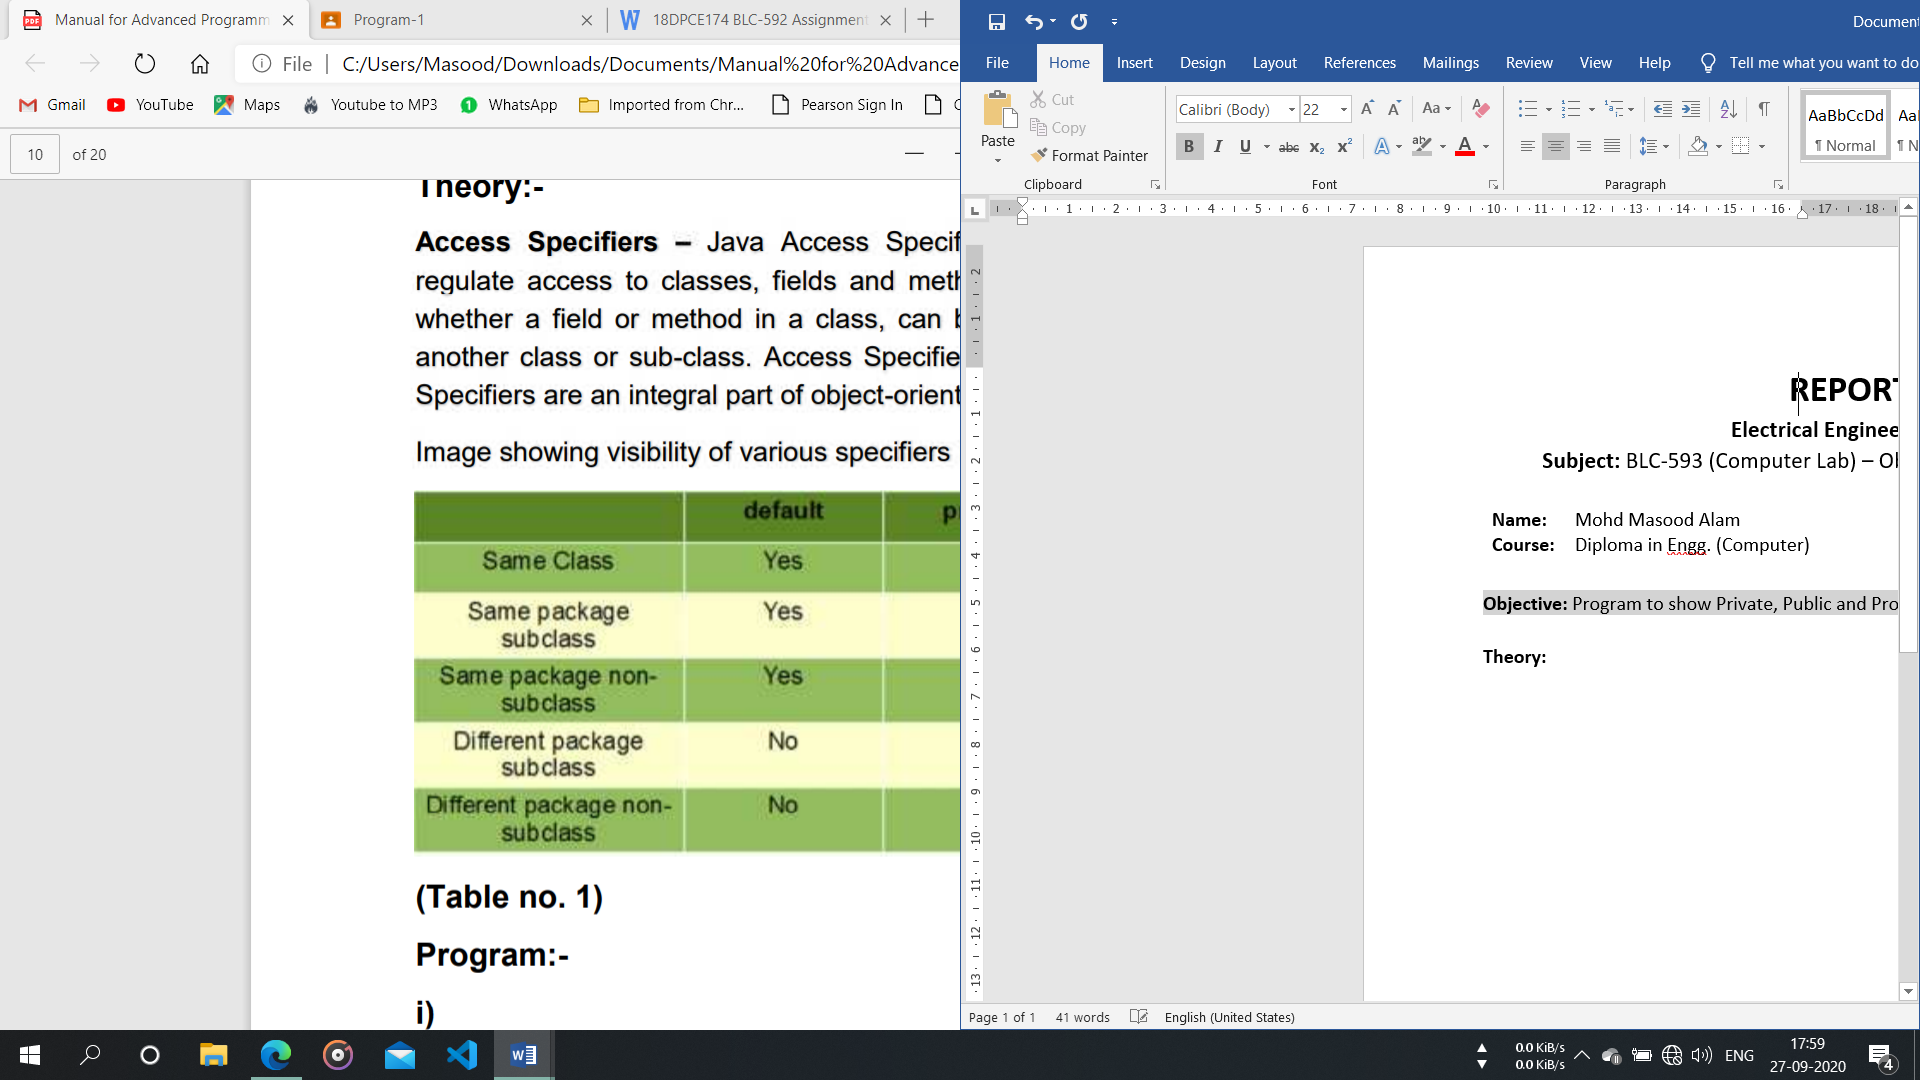 Manual for Advanced Programm
Program-1
18DPCE174 BLC-592 Assignment
File
C:/Users/Masood/Downloads/Documents/Manual%20for%20Advance
Gmail
YouTube
Maps
Youtube to MP3
WhatsApp
Imported from Chr...
Pearson Sign In
10 of 20
Theory:-
Access Specifiers – Java Access Specif
regulate access to classes, fields and meth
whether a field or method in a class, can b
another class or sub-class. Access Specifie
Specifiers are an integral part of object-orient
Image showing visibility of various specifiers
default
Same Class Yes
Same package
subclass Yes
Same package non-
subclass Yes
Different package
subclass No
Different package non-
subclass No
(Table no. 1)
Program:-
i)
Document
File Home Insert Design Layout References Mailings Review View Help Tell me what you want to do
Paste
Cut
Copy
Format Painter
Clipboard
Calibri (Body) 22
Font
Paragraph
AaBbCcDd
¶ Normal
1 2 3 4 5 6 7 8 9 10 11 12 13 14 15 16 17 18
REPORT
Electrical Enginee
Subject: BLC-593 (Computer Lab) –
Name: Mohd Masood Alam
Course: Diploma in Engg. (Computer)
Objective: Program to show Private, Public and Pro
Theory:
Page 1 of 1 41 words English (United States)
0.0 KiB/s
0.0 KiB/s
ENG
17:59
27-09-2020
4